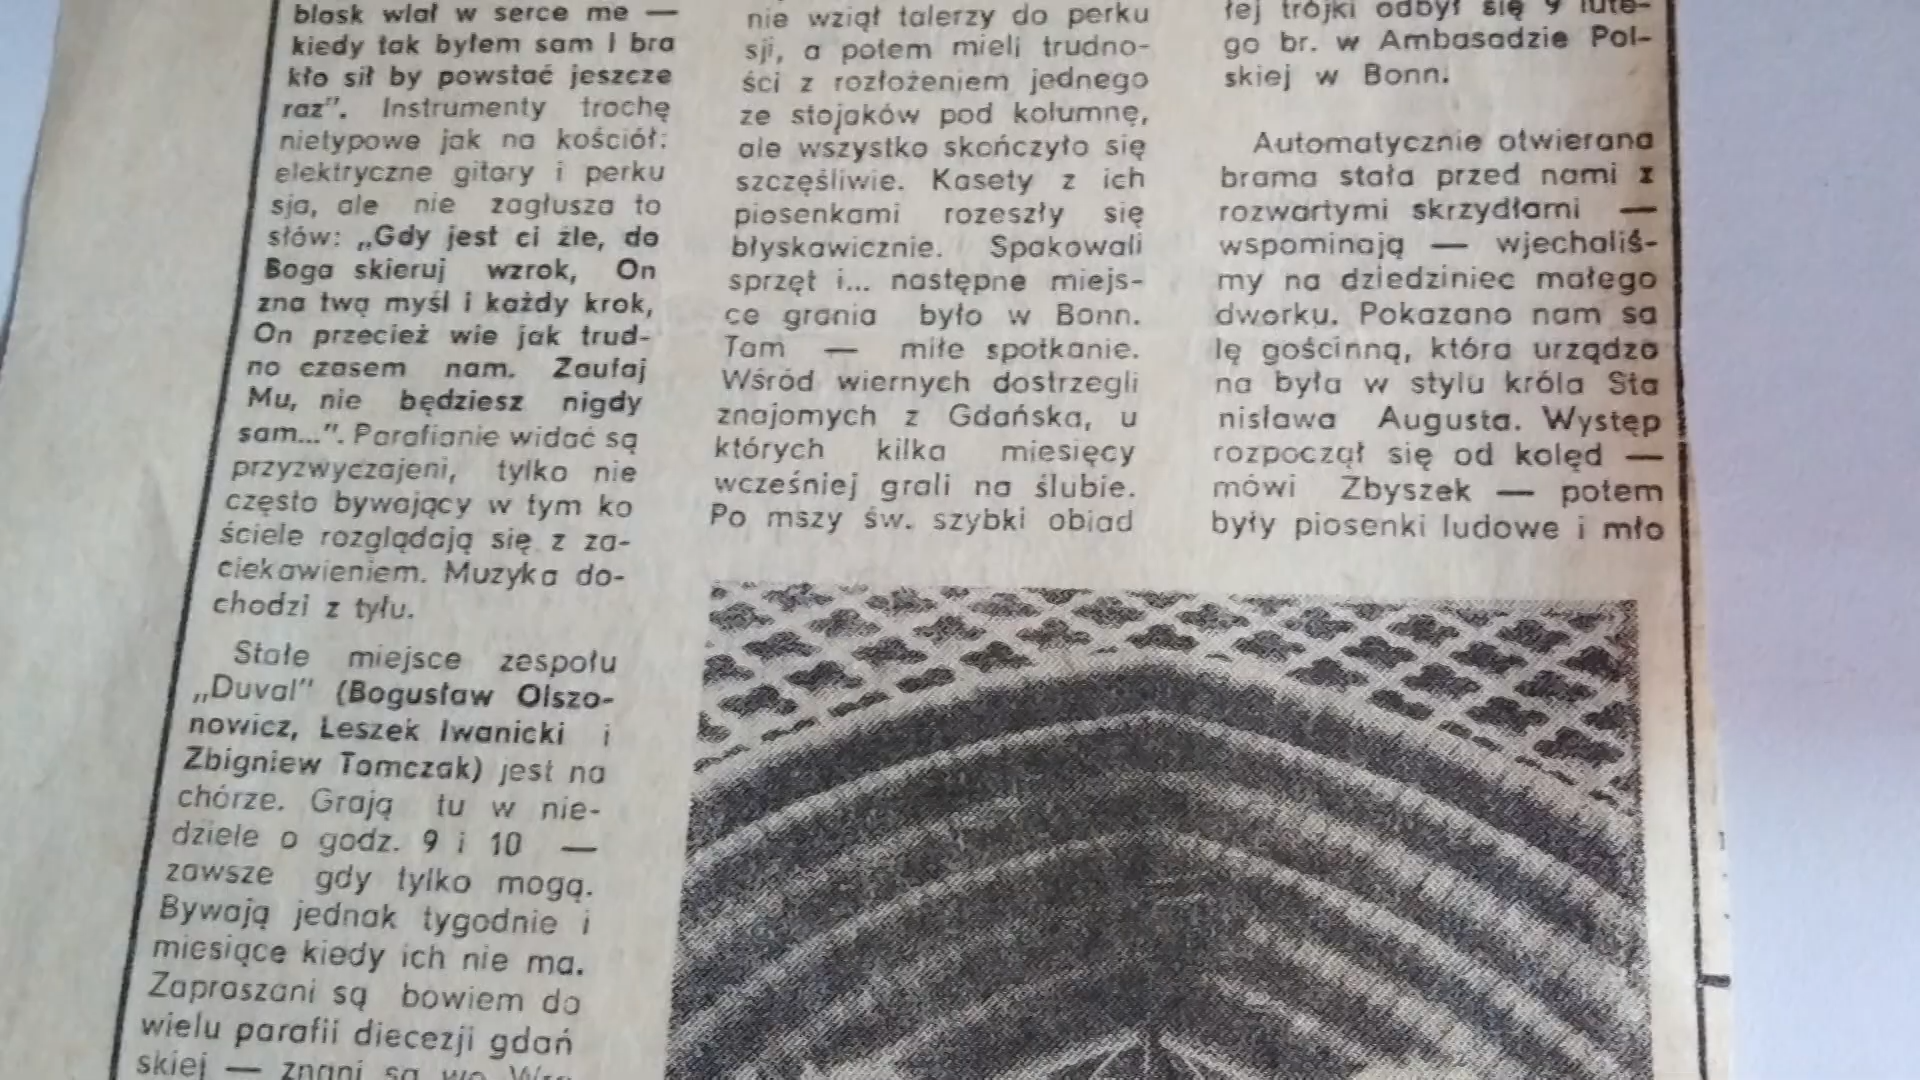 blask wlał w serce me —
kiedy tak byłem sam i bra
kło sił by powstać jeszcze
raz". Instrumenty trochę
nietypowe jak na kościół:
elektryczne gitary i perku
sja, ale nie zagłusza to
słów: „Gdy jest ci źle, do
Boga skieruj wzrok, On
zna twą myśl i każdy krok,
On przecież wie jak trud-
no czasem nam. Zaufaj
Mu, nie będziesz nigdy
sam...". Parafianie widać są
przyzwyczajeni, tylko nie
często bywający w tym ko
ściele rozglądają się z za-
ciekawieniem. Muzyka do-
chodzi z tyłu.
Stałe miejsce zespołu
„Duval" (Bogusław Olszo-
nowicz, Leszek Iwanicki i
Zbigniew Tomczak) jest na
chórze. Grają tu w nie-
dziele o godz. 9 i 10 —
zawsze gdy tylko mogą.
Bywają jednak tygodnie i
miesiące kiedy ich nie ma.
Zapraszani są bowiem do
wielu parafii diecezji gdań
skiej — znani są we
nie wziął talerzy do perku
sji, a potem mieli trudno-
ści z rozłożeniem jednego
ze stojaków pod kolumnę,
ale wszystko skończyło się
szczęśliwie. Kasety z ich
piosenkami rozeszły się
błyskawicznie. Spakowali
sprzęt i... następne miejs-
ce grania było w Bonn.
Tam — miłe spotkanie.
Wśród wiernych dostrzegli
znajomych z Gdańska, u
których kilka miesięcy
wcześniej grali na ślubie.
Po mszy św. szybki obiad
łej trójki odbył się 9 lute-
go br. w Ambasadzie Pol-
skiej w Bonn.
Automatycznie otwierana
brama stała przed nami z
rozwartymi skrzydłami —
wspominają — wjechaliś-
my na dziedziniec małego
dworku. Pokazano nam sa
lę gościnną, która urządzo
na była w stylu króla Sta
nisława Augusta. Występ
rozpoczął się od kolęd —
mówi Zbyszek — potem
były piosenki ludowe i mło